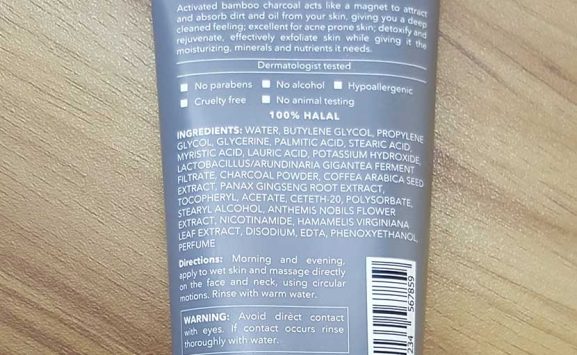 Activated bamboo charcoal acts like a magnet to attract
and absorb dirt and oil from your skin, giving you a deep
cleaned feeling; excellent for acne prone skin; detoxify and
rejuvenate, effectively exfoliate skin while giving it the
moisturizing, minerals and nutrients it needs.
Dermatologist tested
No parabens No alcohol Hypoallergenic
Cruelty free No animal testing
100% HALAL
INGREDIENTS: WATER, BUTYLENE GLYCOL, PROPYLENE
GLYCOL, GLYCERINE, PALMITIC ACID, STEARIC ACID,
MYRISTIC ACID, LAURIC ACID, POTASSIUM HYDROXIDE,
LACTOBACILLUS/ARUNDINARIA GIGANTEA FERMENT
FILTRATE, CHARCOAL POWDER, COFFEA ARABICA SEED
EXTRACT, PANAX GINGSENG ROOT EXTRACT,
TOCOPHERYL, ACETATE, CETETH-20, POLYSORBATE,
STEARYL ALCOHOL, ANTHEMIS NOBILS FLOWER
EXTRACT, NICOTINAMIDE, HAMAMELIS VIRGINIANA
LEAF EXTRACT, DISODIUM, EDTA, PHENOXYETHANOL,
PERFUME
Directions: Morning and evening,
apply to wet skin and massage directly
on the face and neck, using circular
motions. Rinse with warm water.
WARNING: Avoid direct contact
with eyes. If contact occurs rinse
thoroughly with water.
234 567859